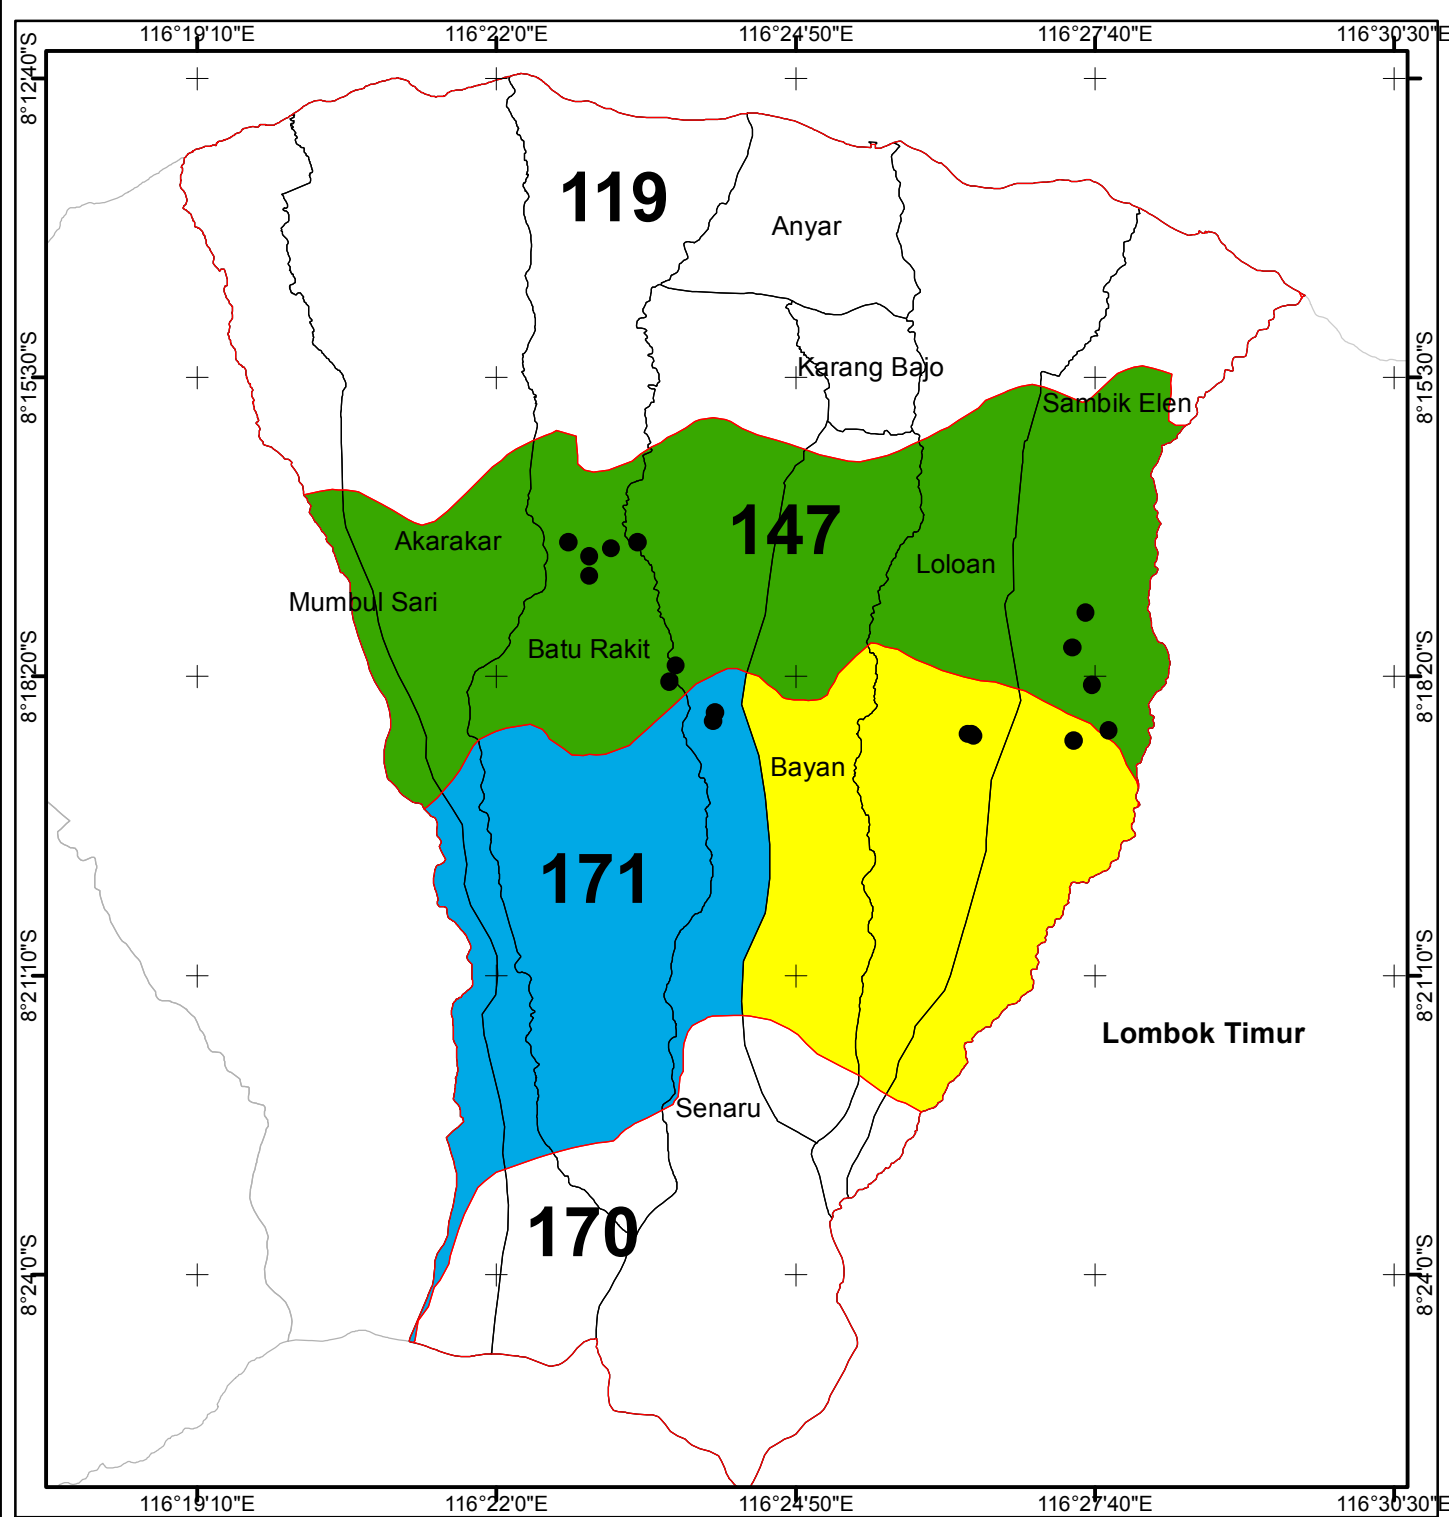 116°19'10"E 116°22'0"E 116°24'50"E 116°27'40"E 116°30'30"E
8°12'40"S
119
Anyar
8°15'30"S 8°15'30"S
Karang Bajo
Sambik Elen
147
Akarakar
Loloan
Mumbul Sari
Batu Rakit
8°18'20"S 8°18'20"S
Bayan
171
8°21'10"S 8°21'10"S
Lombok Timur
Senaru
170
8°24'0"S 8°24'0"S
116°19'10"E 116°22'0"E 116°24'50"E 116°27'40"E 116°30'30"E